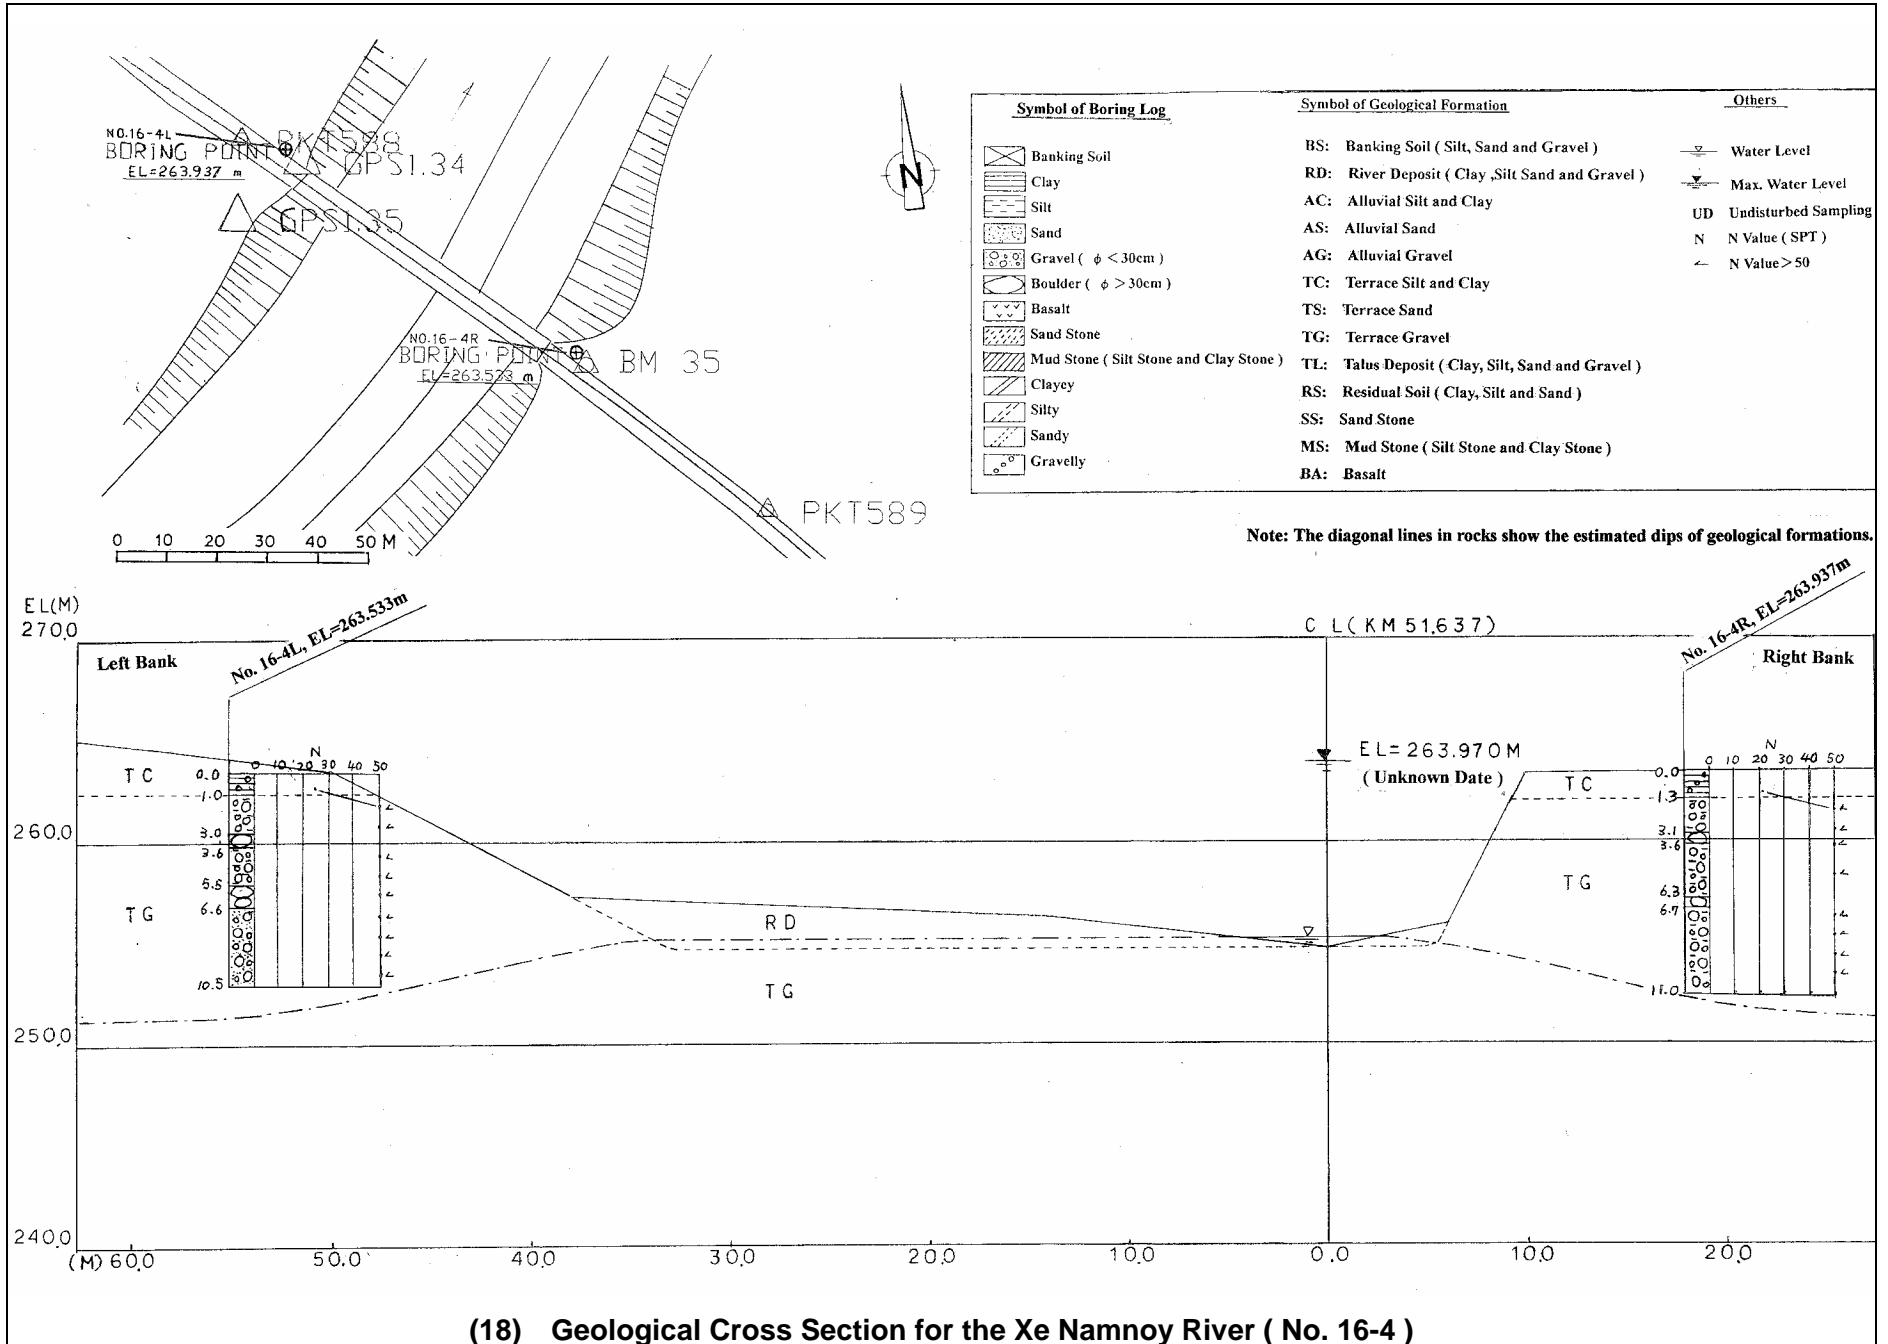 NO.16-4L
BORING POINT
EL=263.937 m
PKT588
GPS1.34
GPS1.35
NO.16-4R
BORING POINT
EL=263.533 m
BM 35
PKT589
0 10 20 30 40 50 M
N
Symbol of Boring Log
Banking Soil
Clay
Silt
Sand
Gravel ( φ < 30cm )
Boulder ( φ > 30cm )
Basalt
Sand Stone
Mud Stone ( Silt Stone and Clay Stone )
Clayey
Silty
Sandy
Gravelly
Symbol of Geological Formation
BS: Banking Soil ( Silt, Sand and Gravel )
RD: River Deposit ( Clay ,Silt Sand and Gravel )
AC: Alluvial Silt and Clay
AS: Alluvial Sand
AG: Alluvial Gravel
TC: Terrace Silt and Clay
TS: Terrace Sand
TG: Terrace Gravel
TL: Talus Deposit ( Clay, Silt, Sand and Gravel )
RS: Residual Soil ( Clay, Silt and Sand )
SS: Sand Stone
MS: Mud Stone ( Silt Stone and Clay Stone )
BA: Basalt
Others
Water Level
Max. Water Level
UD Undisturbed Sampling
N N Value ( SPT )
N Value > 50
Note: The diagonal lines in rocks show the estimated dips of geological formations.
EL(M)
270.0
260.0
250.0
240.0
Left Bank
No. 16-4L, EL=263.533m
C L ( KM 51.637 )
No. 16-4R, EL=263.937m
Right Bank
EL= 263.970M
( Unknown Date )
TC
TG
N
0 10 20 30 40 50
0.0
1.0
3.0
3.6
5.5
6.6
10.5
RD
TG
TC
TG
N
0 10 20 30 40 50
0.0
1.3
3.1
3.6
6.3
6.7
11.0
(M) 60.0 50.0 40.0 30.0 20.0 10.0 0.0 10.0 20.0
(18) Geological Cross Section for the Xe Namnoy River ( No. 16-4 )